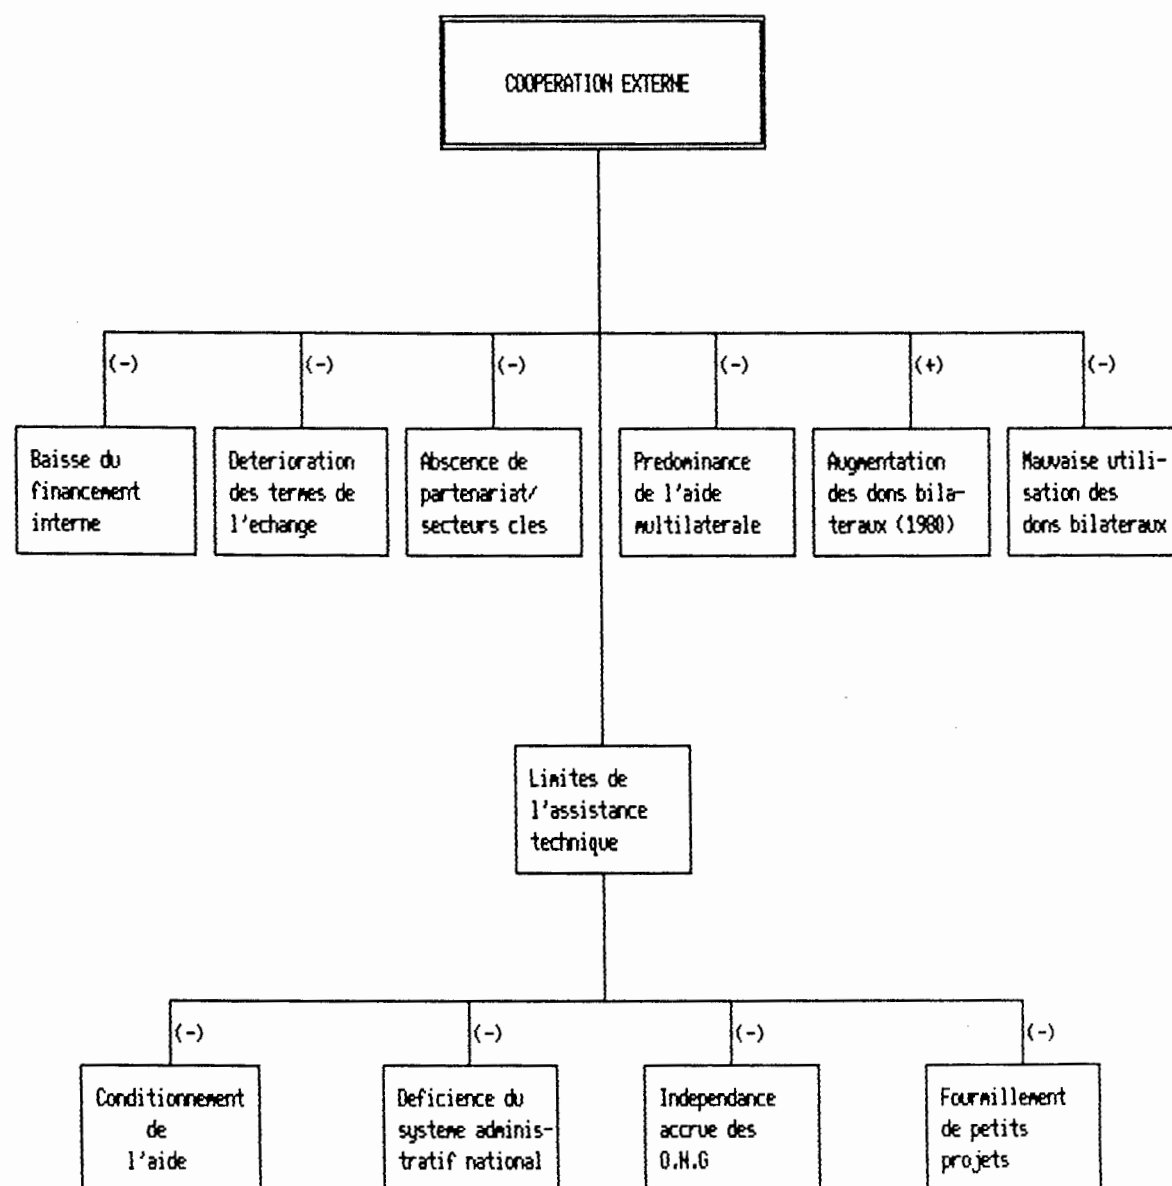 COOPERATION EXTERNE
(-)
(-)
(-)
(-)
(+)
(-)
Baisse du
financement
interne
Deterioration
des termes de
l'echange
Abscence de
partenariat/
secteurs cles
Predominance
de l'aide
multilaterale
Augmentation
des dons bila-
teraux (1980)
Mauvaise utili-
sation des
dons bilateraux
Limites de
l'assistance
technique
(-)
(-)
(-)
(-)
Conditionnement
de
l'aide
Deficience du
systeme adminis-
tratif national
Independance
accrue des
O.N.G
Fourmillement
de petits
projets